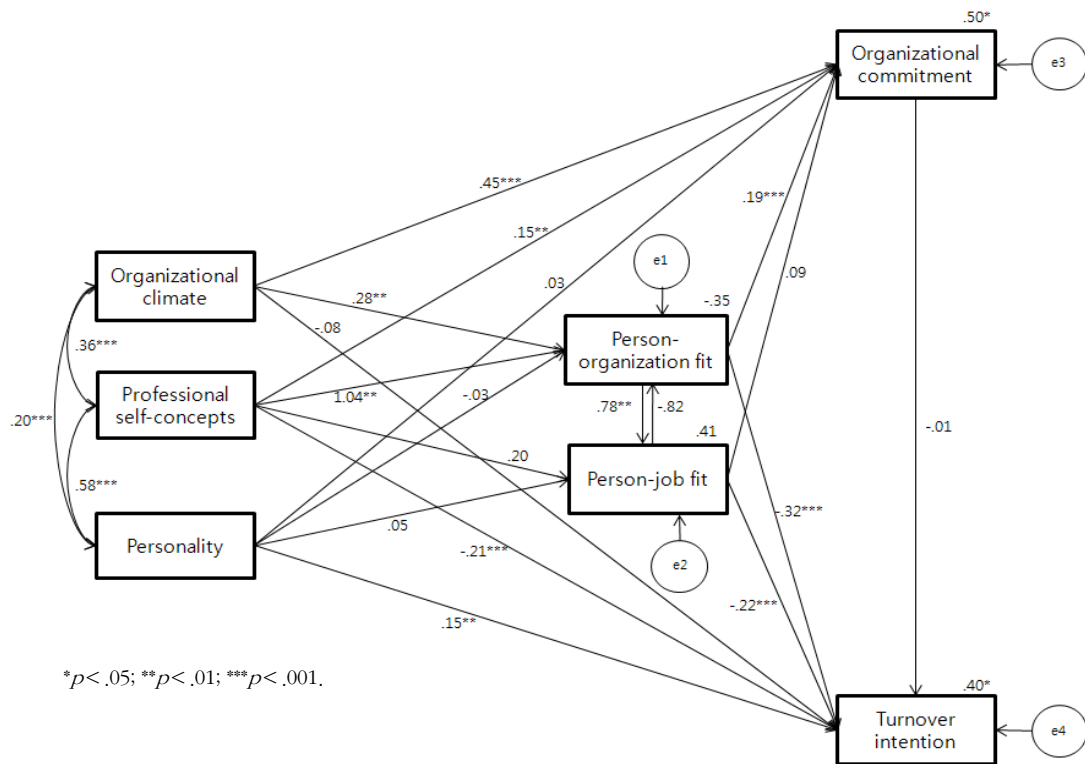 .50*
Organizational
commitment
e3
.45***
.19***
.15**
e1
.09
Organizational
climate
.03
.28**
-.08
-.35
Person-
organization fit
.36***
Professional
self-concepts
1.04**
-.03
.78**
-.82
.20***
.41
-.01
.20
Person-job fit
.58***
.05
-.32***
Personality
-.21***
e2
-.22***
.15**
*p< .05; **p< .01; ***p< .001.
.40*
Turnover
intention
e4